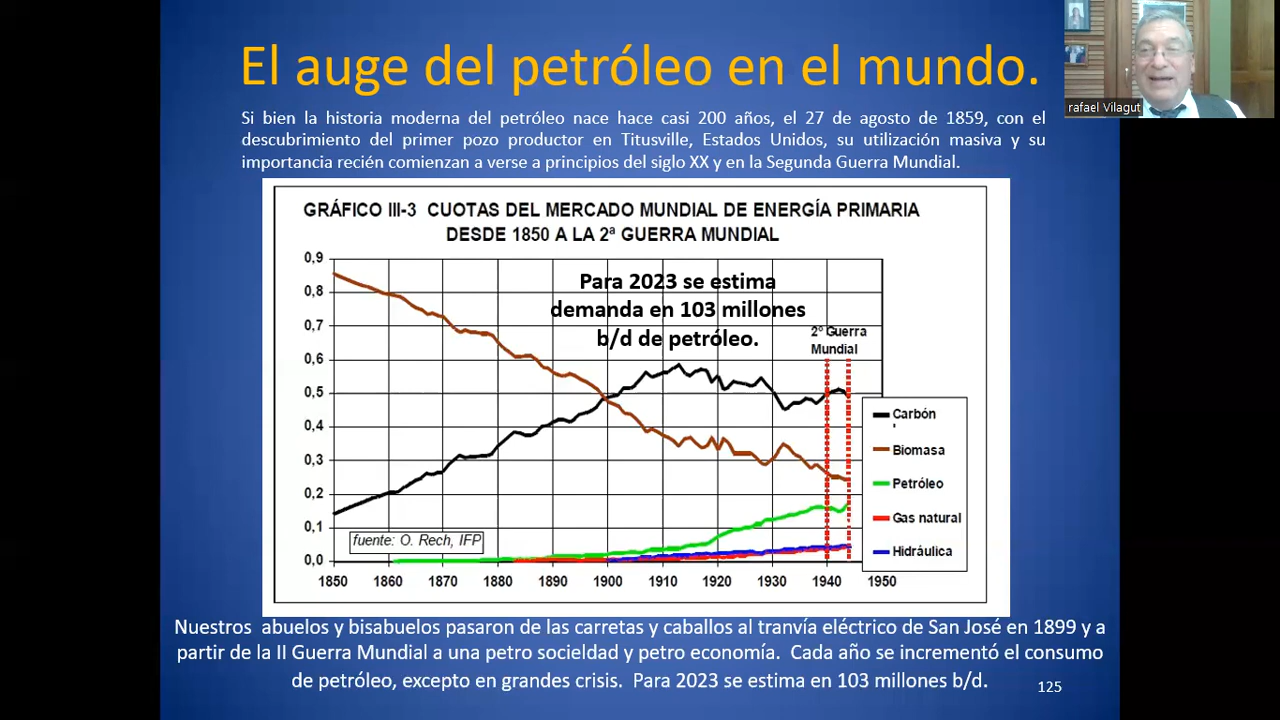 El auge del petróleo en el mundo.
rafael Vilagut
Si bien la historia moderna del petróleo nace hace casi 200 años, el 27 de agosto de 1859, con el
descubrimiento del primer pozo productor en Titusville, Estados Unidos, su utilización masiva y su
importancia recién comienzan a verse a principios del siglo XX y en la Segunda Guerra Mundial.
GRÁFICO III-3 CUOTAS DEL MERCADO MUNDIAL DE ENERGÍA PRIMARIA
DESDE 1850 A LA 2ª GUERRA MUNDIAL
Para 2023 se estima
demanda en 103 millones
b/d de petróleo.
2º Guerra
Mundial
0,9
0,8
0,7
0,6
0,5
0,4
0,3
0,2
0,1
0,0
1850 1860 1870 1880 1890 1900 1910 1920 1930 1940 1950
Carbón
Biomasa
Petróleo
Gas natural
Hidráulica
fuente: O. Rech, IFP
Nuestros abuelos y bisabuelos pasaron de las carretas y caballos al tranvía eléctrico de San José en 1899 y a
partir de la II Guerra Mundial a una petro socieldad y petro economía. Cada año se incrementó el consumo
de petróleo, excepto en grandes crisis. Para 2023 se estima en 103 millones b/d.
125